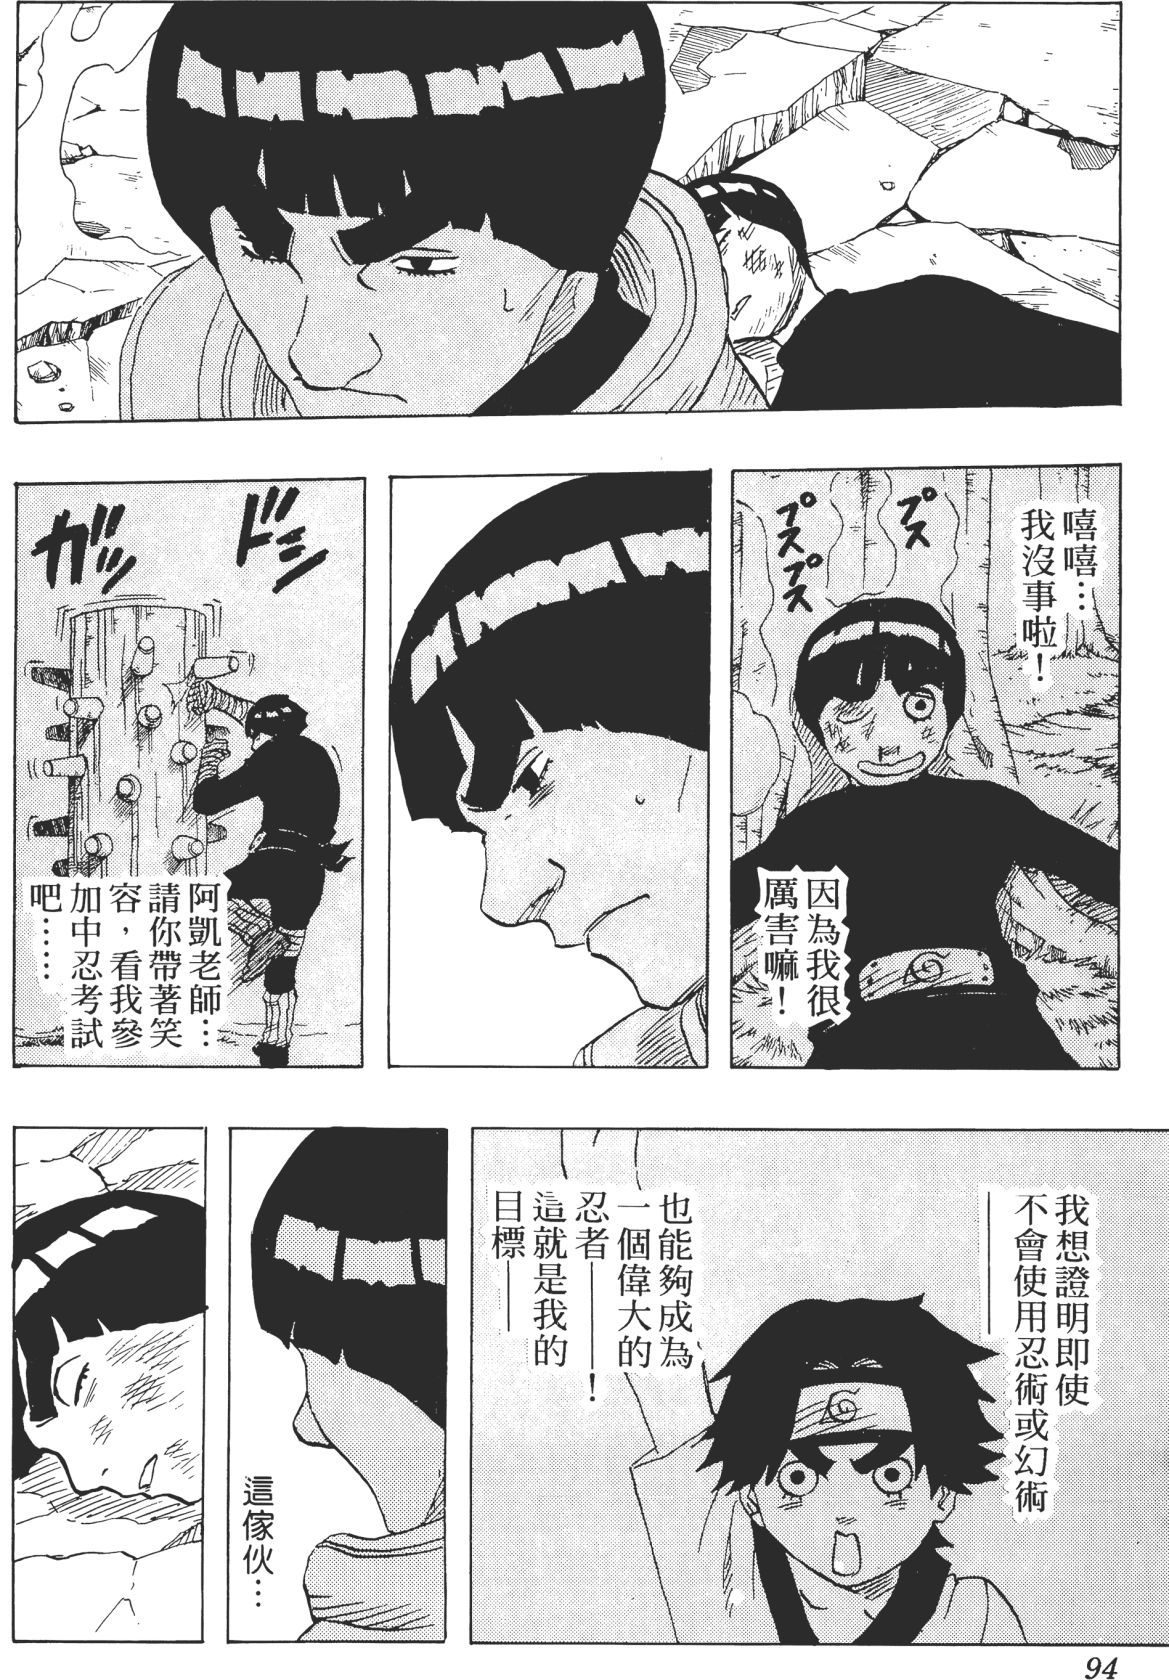 嘻嘻…
我沒事啦！
因為我很
厲害嘛！
プスプス
プス
ドドン
ガガッ
阿凱老師…
請你帶著笑
容，看我參
加中忍考試
吧……
我想證明即使
不會使用忍術或幻術
——
也能夠成為
一個偉大的
忍者——！
這就是我的
目標——
這傢伙…
94